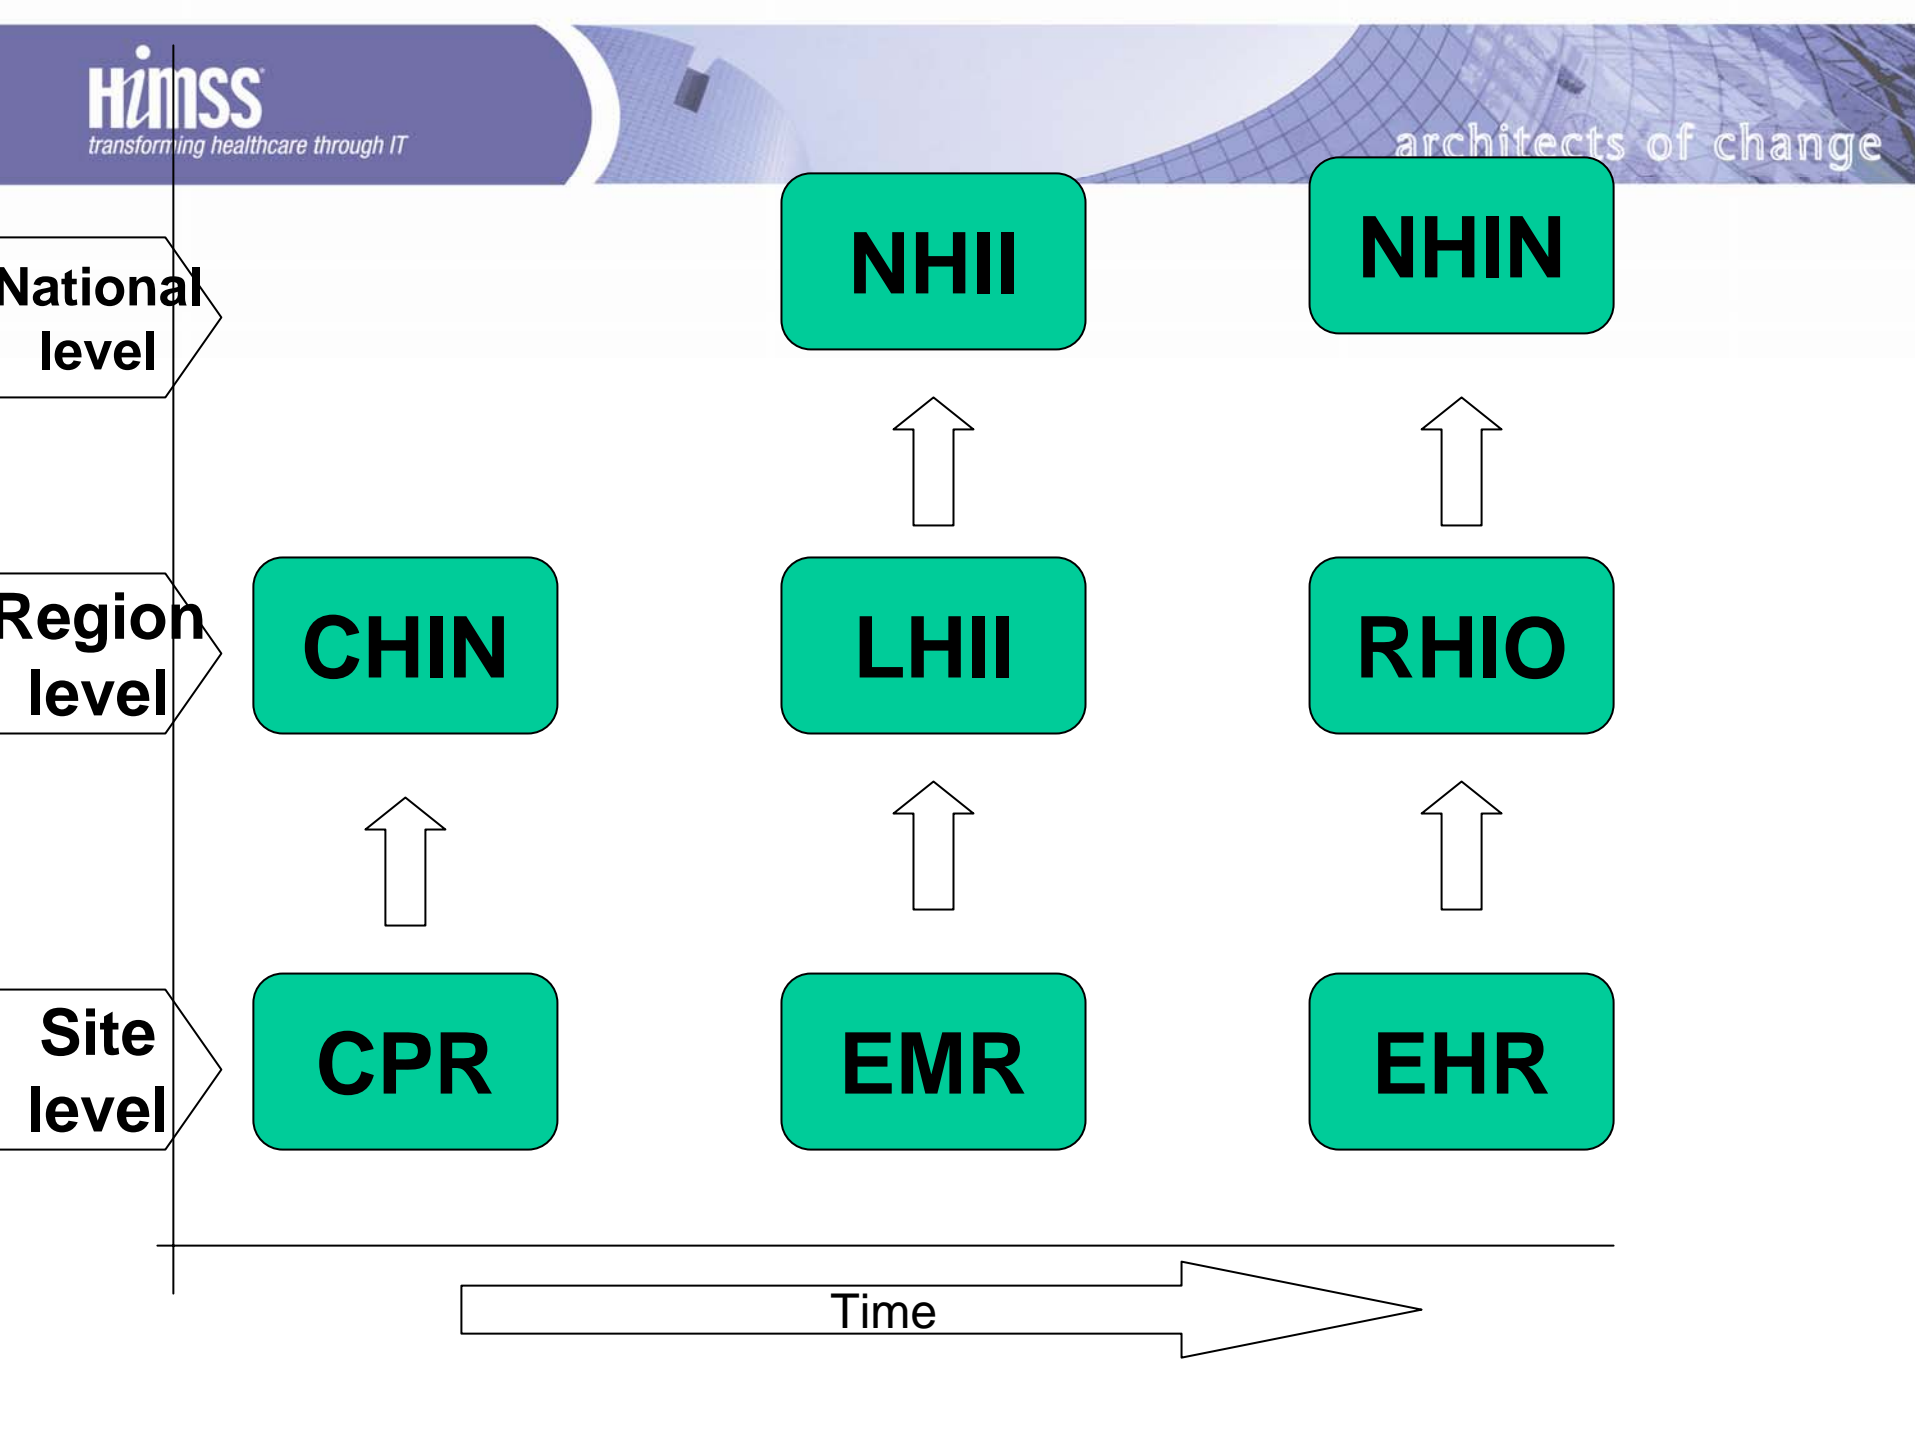 HIMSS
transforming healthcare through IT
architects of change
NHII
NHIN
National
level
CHIN
LHII
RHIO
Region
level
CPR
EMR
EHR
Site
level
Time